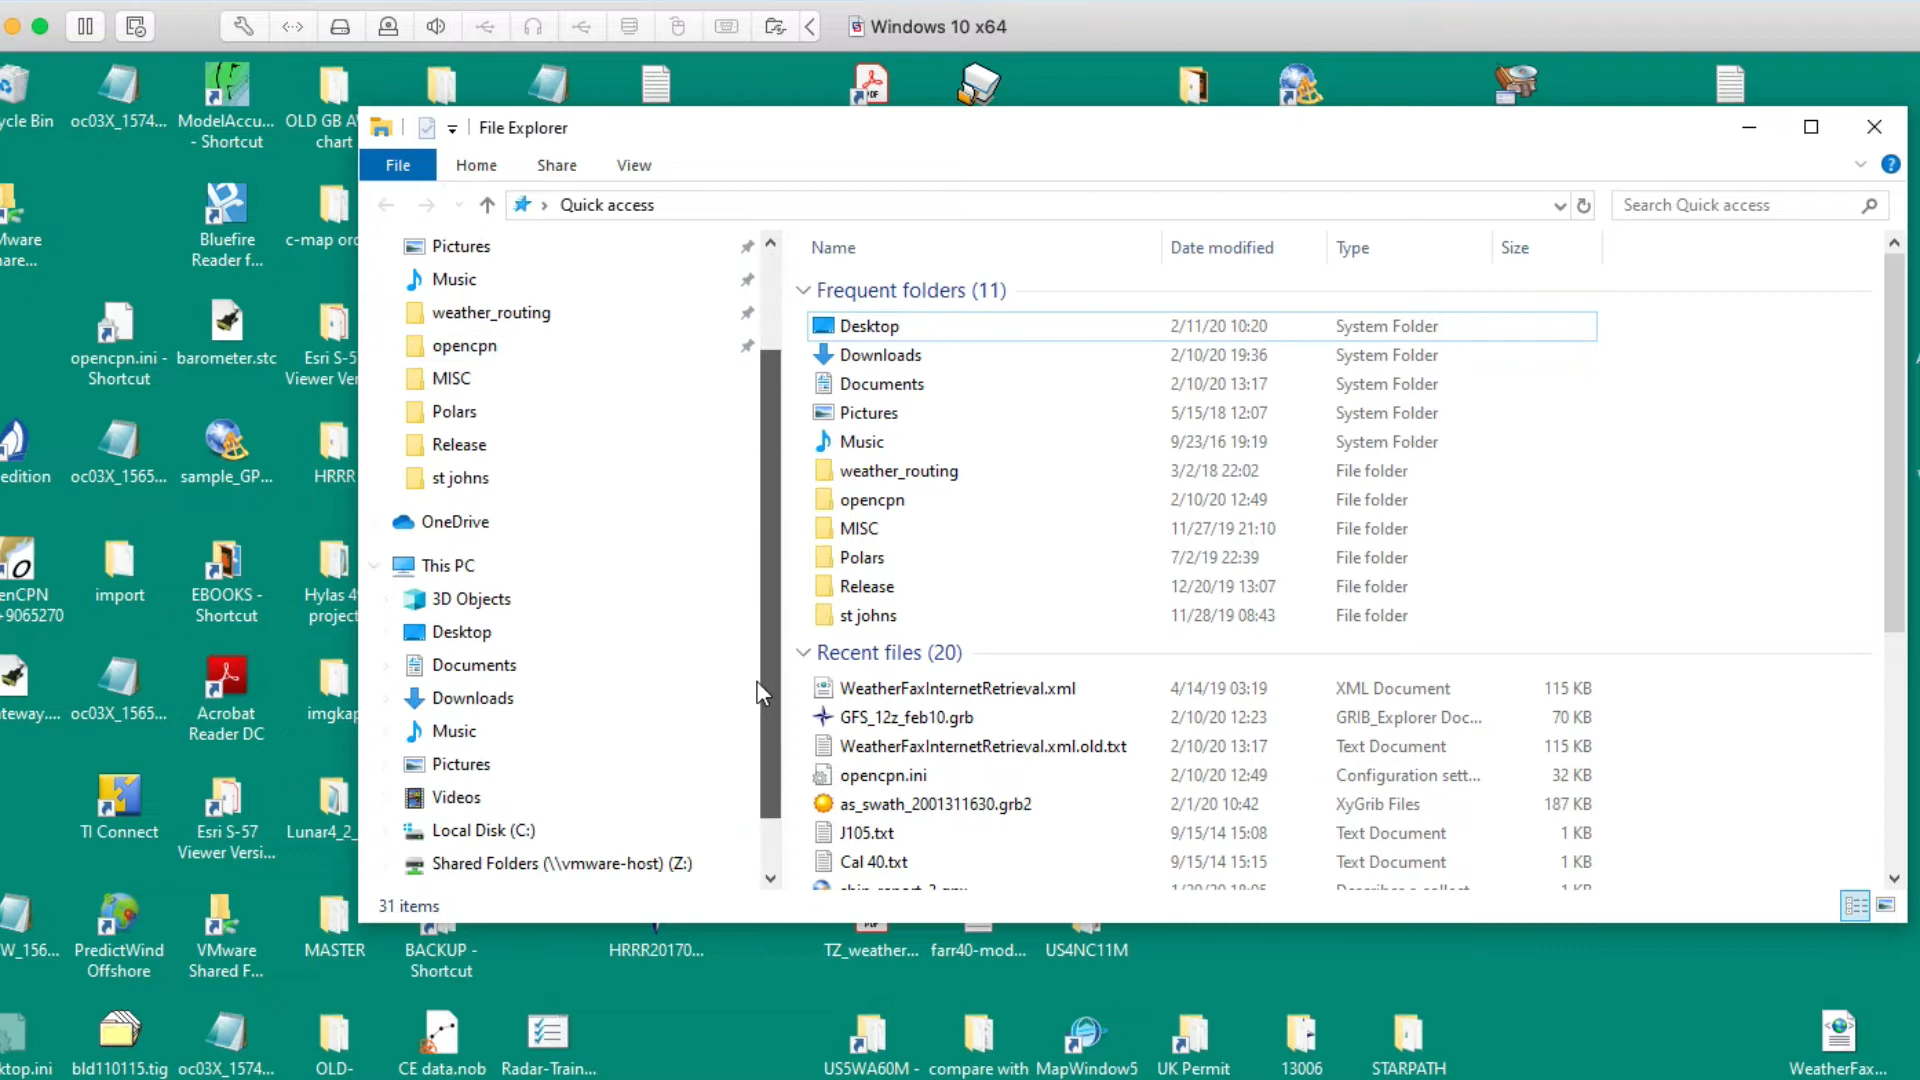 Windows 10 x64
ycle Bin
oc03X_1574...
ModelAccu...
- Shortcut
OLD GB A
chart
File Explorer
File
Home
Share
View
Quick access
Search Quick access
Mware
are...
Bluefire
Reader f...
c-map or
opencpn.ini -
Shortcut
barometer.stc
Esri S-5
Viewer Ver
edition
oc03X_1565...
sample_GP...
HRRR
enCPN
+9065270
import
EBOOKS -
Shortcut
Hylas 4
project
teway....
oc03X_1565...
Acrobat
Reader DC
imgkap
TI Connect
Esri S-57
Viewer Versi...
Lunar4_2_
Pictures
Music
weather_routing
opencpn
MISC
Polars
Release
st johns
OneDrive
This PC
3D Objects
Desktop
Documents
Downloads
Music
Pictures
Videos
Local Disk (C:)
Shared Folders (\\vmware-host) (Z:)
Name Date modified Type Size
Frequent folders (11)
Desktop 2/11/20 10:20 System Folder
Downloads 2/10/20 19:36 System Folder
Documents 2/10/20 13:17 System Folder
Pictures 5/15/18 12:07 System Folder
Music 9/23/16 19:19 System Folder
weather_routing 3/2/18 22:02 File folder
opencpn 2/10/20 12:49 File folder
MISC 11/27/19 21:10 File folder
Polars 7/2/19 22:39 File folder
Release 12/20/19 13:07 File folder
st johns 11/28/19 08:43 File folder
Recent files (20)
WeatherFaxInternetRetrieval.xml 4/14/19 03:19 XML Document 115 KB
GFS_12z_feb10.grb 2/10/20 12:23 GRIB_Explorer Doc... 70 KB
WeatherFaxInternetRetrieval.xml.old.txt 2/10/20 13:17 Text Document 115 KB
opencpn.ini 2/10/20 12:49 Configuration sett... 32 KB
as_swath_2001311630.grb2 2/1/20 10:42 XyGrib Files 187 KB
J105.txt 9/15/14 15:08 Text Document 1 KB
Cal 40.txt 9/15/14 15:15 Text Document 1 KB
31 items
W_156...
PredictWind
Offshore
VMware
Shared F...
MASTER
BACKUP -
Shortcut
HRRR20170...
TZ_weather...
farr40-mod...
US4NC11M
ktop.ini
bld110115.tig
oc03X_1574...
OLD-
CE data.nob
Radar-Train...
US5WA60M -
compare with
MapWindow5
UK Permit
13006
STARPATH
WeatherFax...